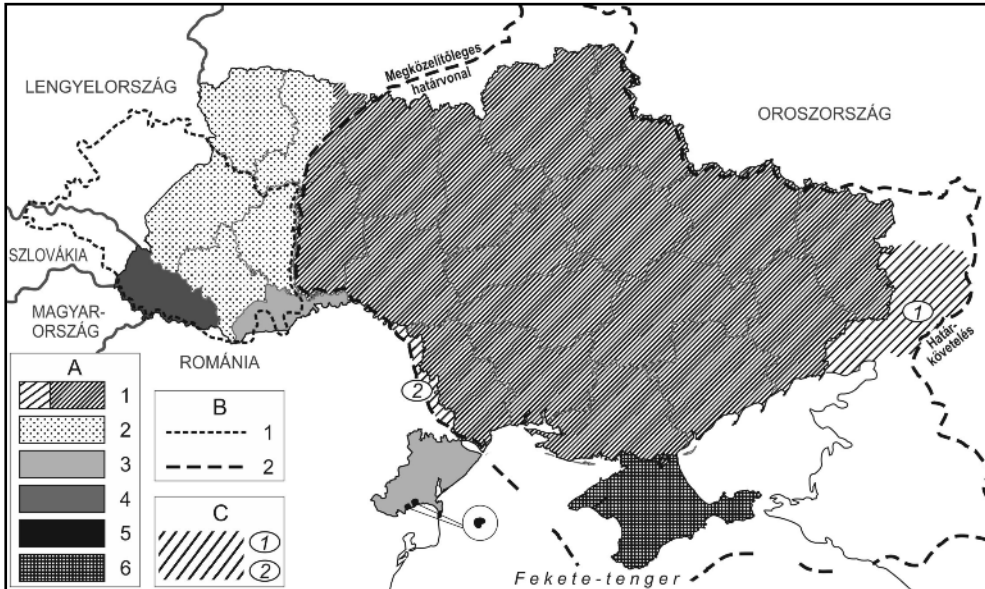 LENGYELORSZÁG
Megközelítőleges
határvonal
OROSZORSZÁG
SZLOVÁKIA
MAGYAR-
ORSZÁG
ROMÁNIA
1
Határ-
követelés
2
A
1
2
3
4
5
6
B
1
2
C
1
2
Fekete-tenger